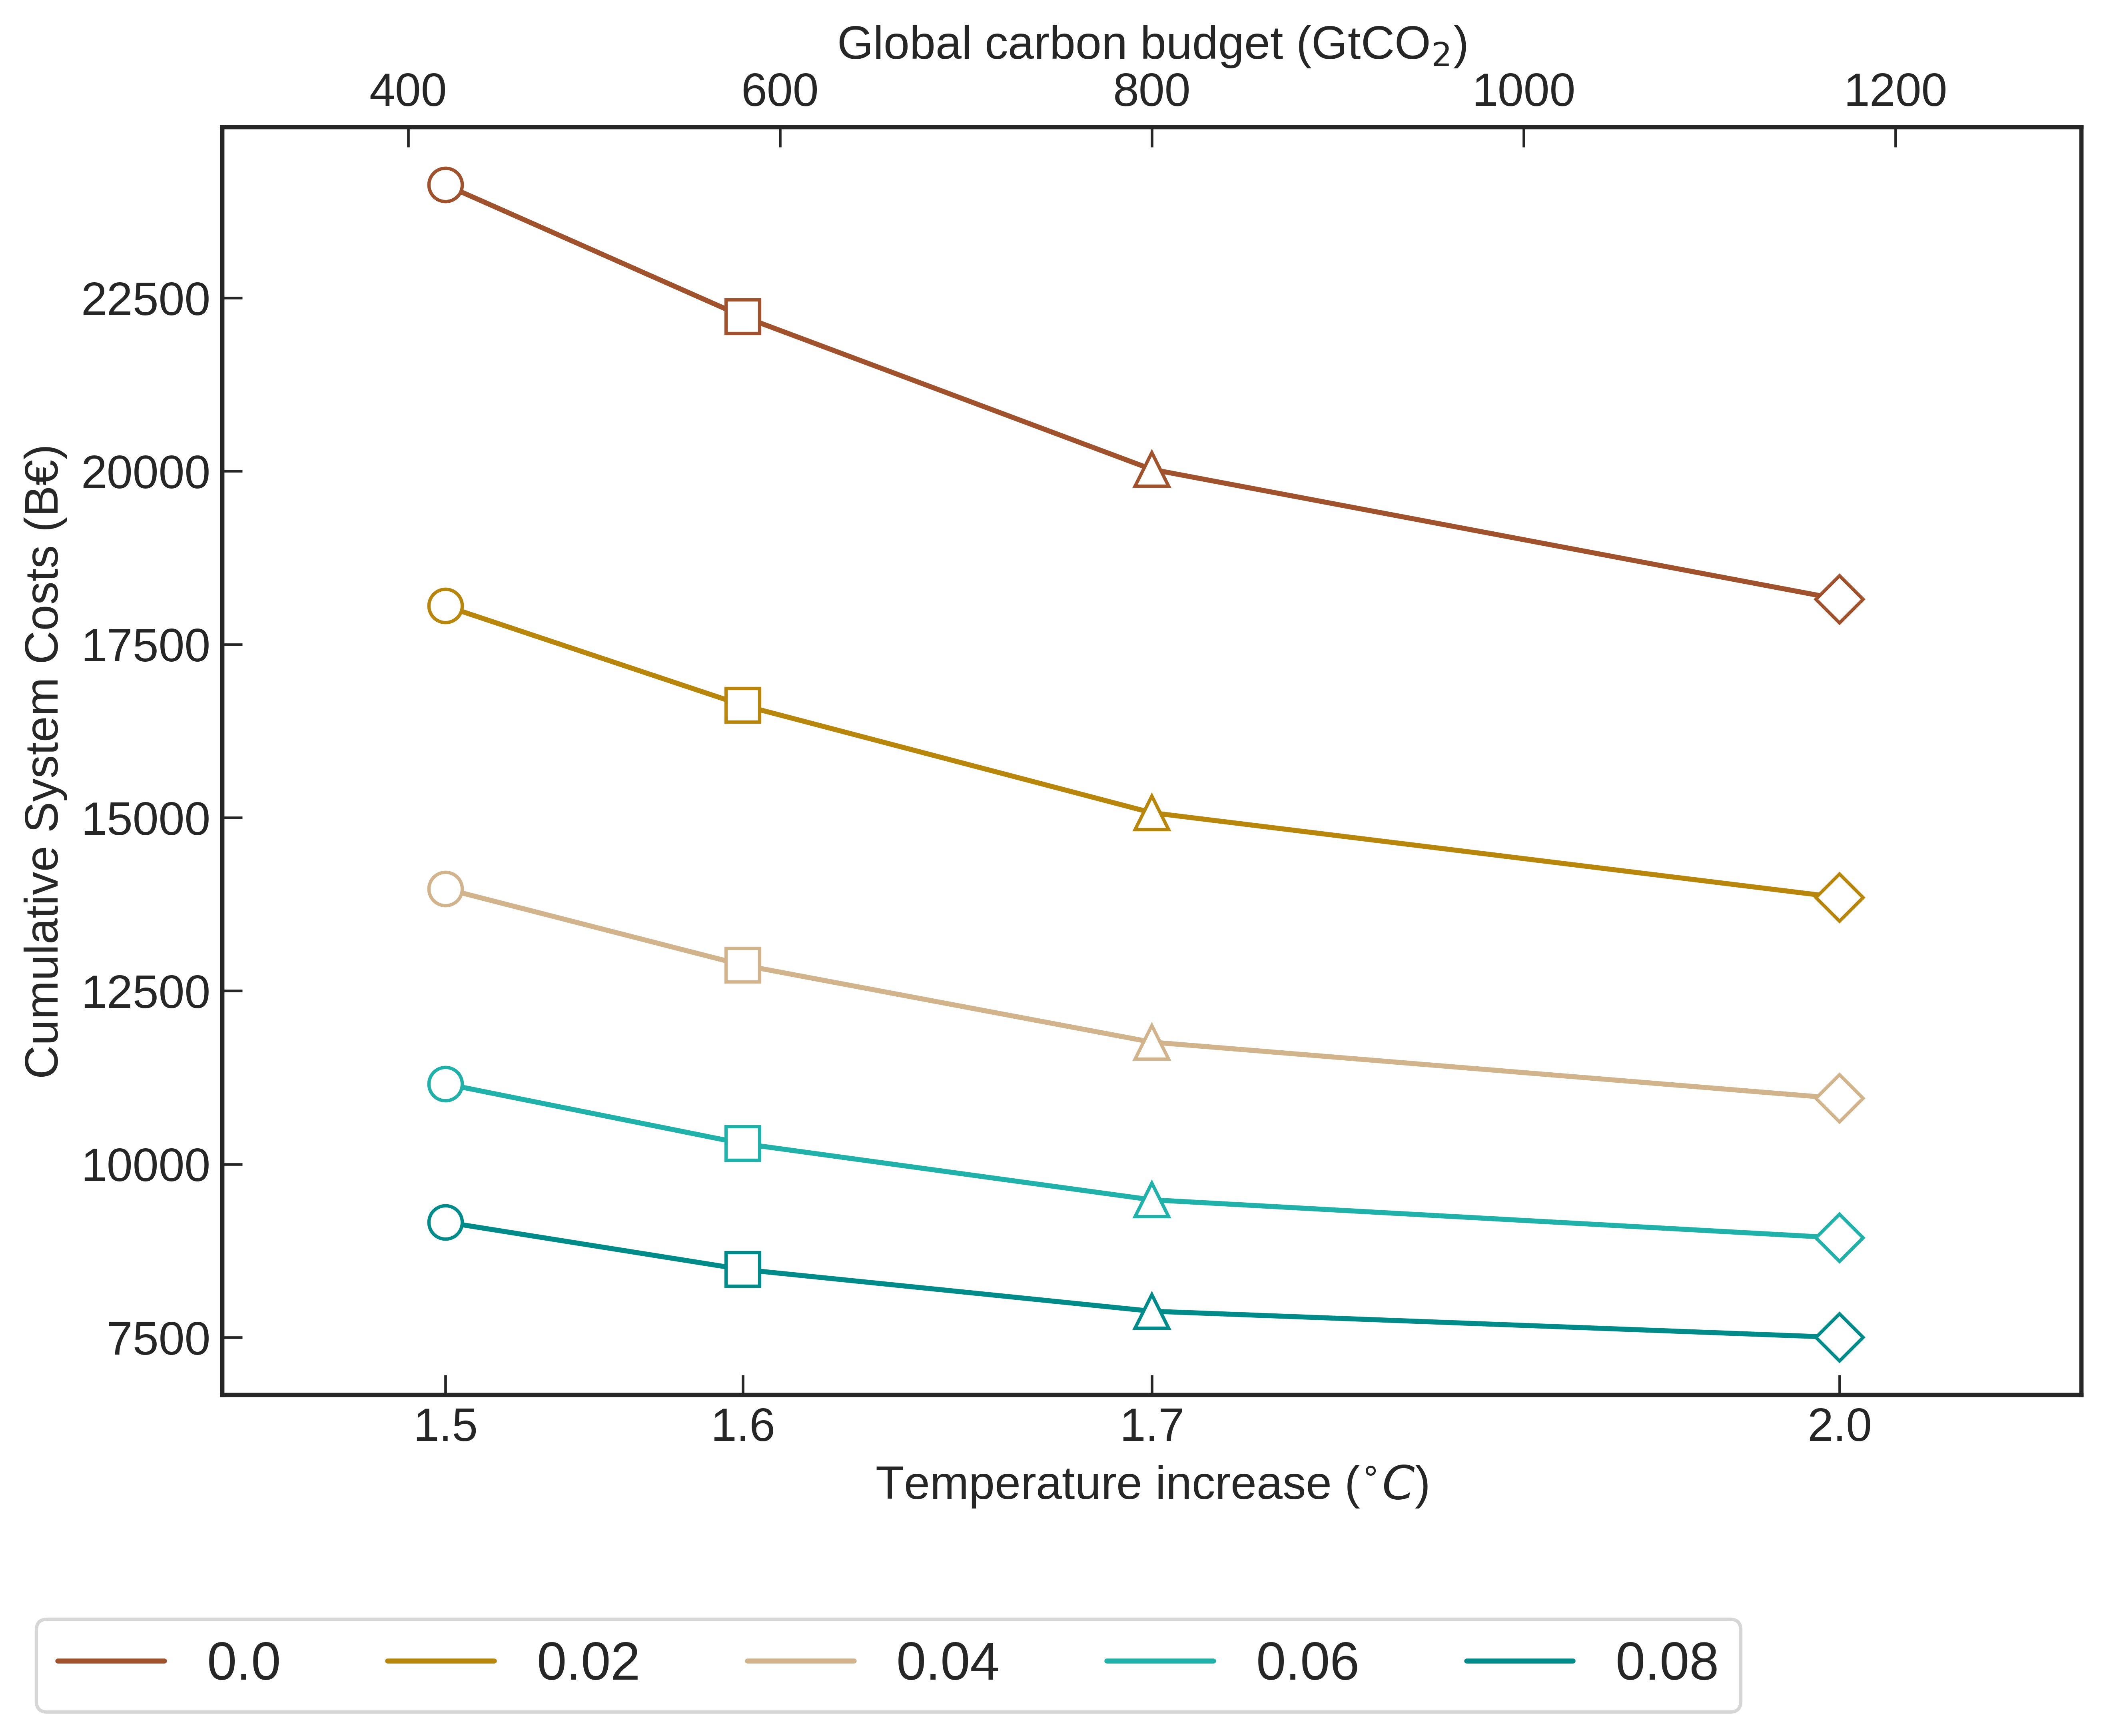 Global carbon budget (GtCO₂)
400 600 800 1000 1200
Cumulative System Costs (B€)
22500
20000
17500
15000
12500
10000
7500
1.5 1.6 1.7 2.0
Temperature increase (°C)
0.0 0.02 0.04 0.06 0.08